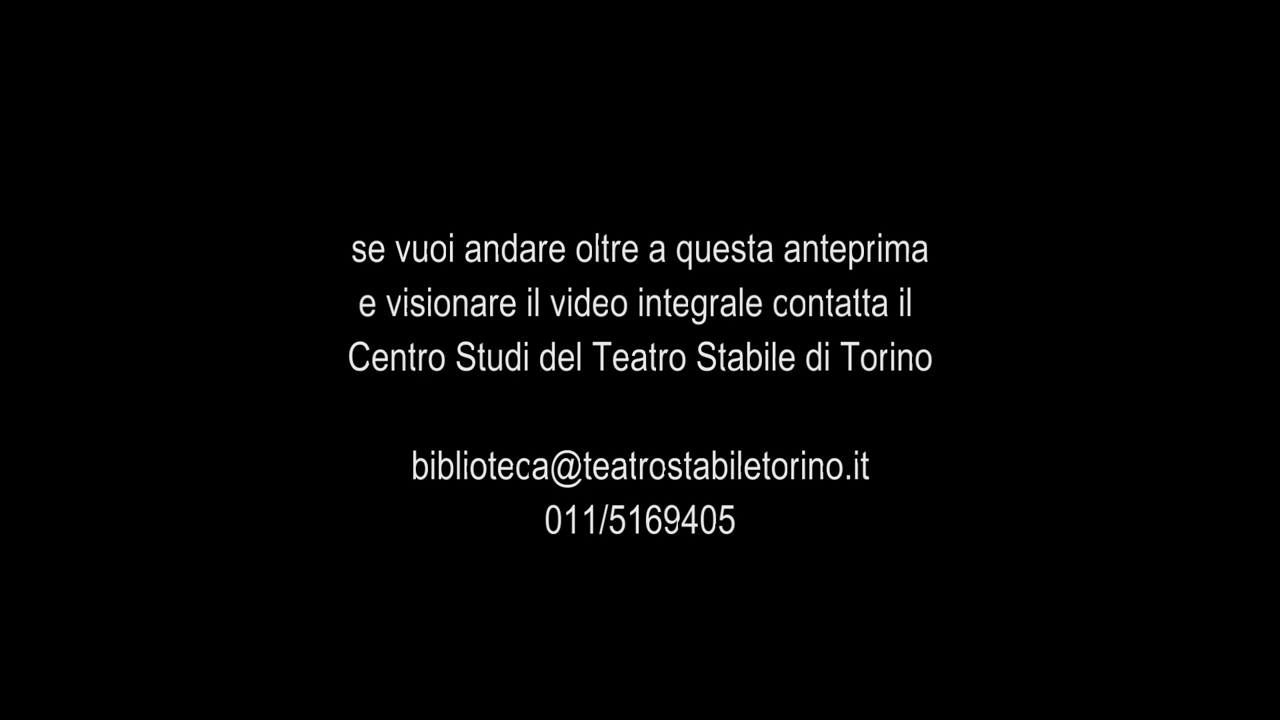 se vuoi andare oltre a questa anteprima
e visionare il video integrale contatta il
Centro Studi del Teatro Stabile di Torino
biblioteca@teatrostabiletorino.it
011/5169405